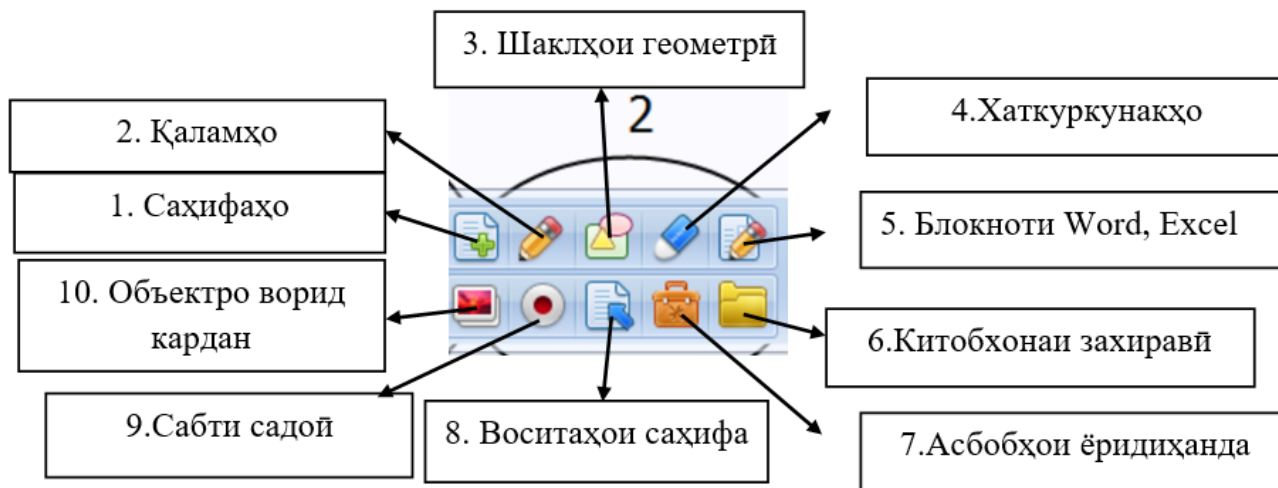 3. Шаклҳои геометрӣ
2
4.Хаткуркунакҳо
2. Қаламҳо
1. Саҳифаҳо
5. Блокноти Word, Excel
10. Объектро ворид
кардан
6.Китобхонаи захиравӣ
9.Сабти садоӣ
8. Воситаҳои саҳифа
7.Асбобҳои ёридиҳанда